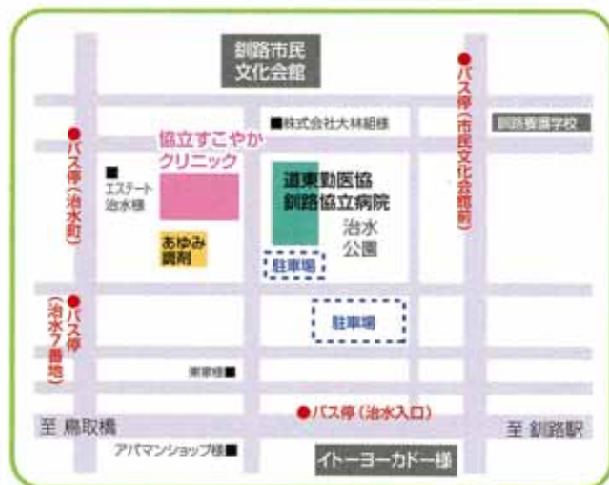 釧路市民
文化会館
●バス停(市民文化会館前)
■株式会社大林組様
釧路養護学校
協立すこやか
クリニック
●バス停(治水町)
■
エステート
治水様
道東勤医協
釧路協立病院
治水
公園
あゆみ
調剤
駐車場
駐車場
●バス停
(治水7番地)
東家様■
●バス停(治水入口)
至 鳥取橋
至 釧路駅
アパマンショップ様■
イトーヨーカドー様